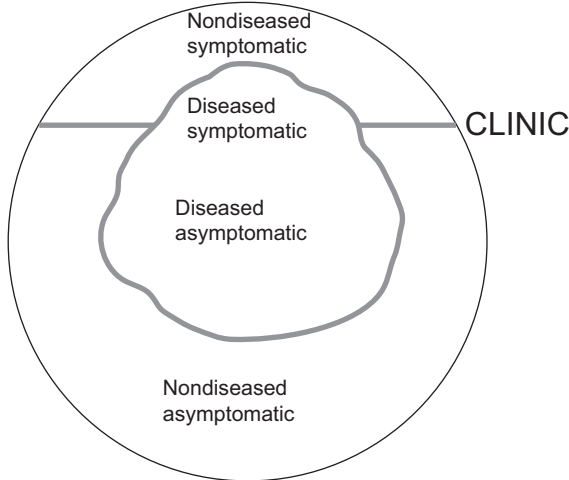 Nondiseased
symptomatic
Diseased
symptomatic
CLINIC
Diseased
asymptomatic
Nondiseased
asymptomatic